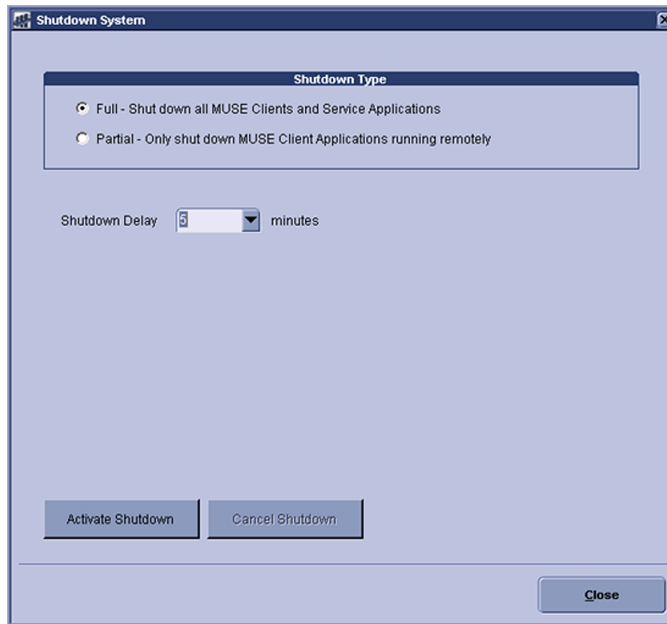 Shutdown System
Shutdown Type
Full - Shut down all MUSE Clients and Service Applications
Partial - Only shut down MUSE Client Applications running remotely
Shutdown Delay 5 minutes
Activate Shutdown Cancel Shutdown
Close